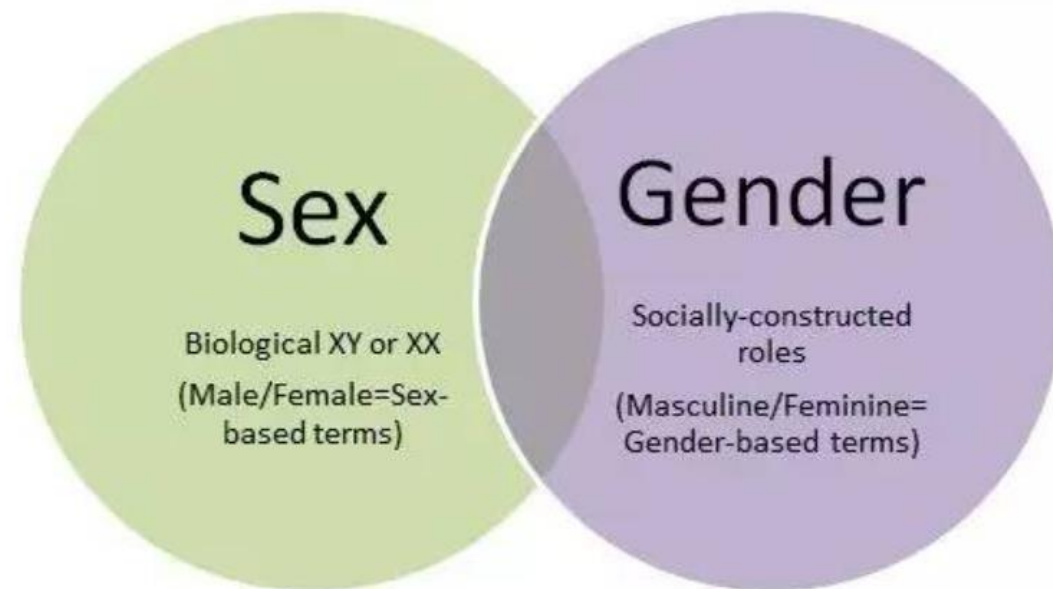 Sex
Biological XY or XX
(Male/Female=Sex-
based terms)
Gender
Socially-constructed
roles
(Masculine/Feminine=
Gender-based terms)